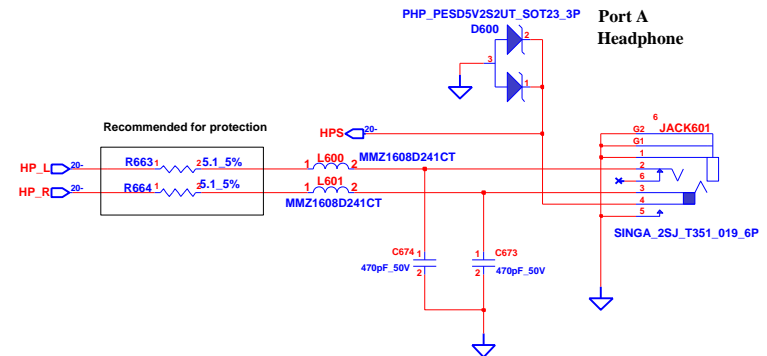 PHP_PESD5V2S2UT_SOT23_3P
Port A
D600
Headphone
2
3
1
6
Recommended for protection
HPS
20-
G2
JACK601
G1
1
HP_L
20-
R663
1
2
5.1_5%
1
L600
2
MMZ1608D241CT
2
6
HP_R
20-
R664
1
2
5.1_5%
1
L601
2
3
MMZ1608D241CT
4
5
SINGA_2SJ_T351_019_6P
C674
1
1
C673
470pF_50V
470pF_50V
2
2